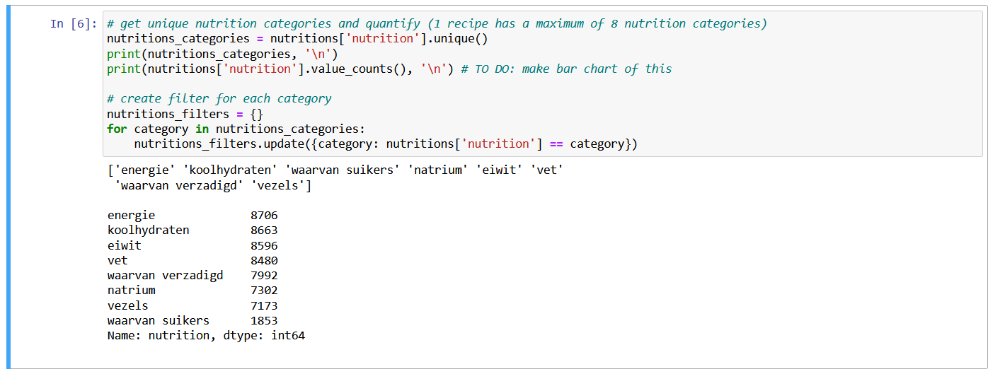 In [6]: # get unique nutrition categories and quantify (1 recipe has a maximum of 8 nutrition categories)
nutritions_categories = nutritions['nutrition'].unique()
print(nutritions_categories, '\n')
print(nutritions['nutrition'].value_counts(), '\n') # TO DO: make bar chart of this

# create filter for each category
nutritions_filters = {}
for category in nutritions_categories:
    nutritions_filters.update({category: nutritions['nutrition'] == category})
['energie' 'koolhydraten' 'waarvan suikers' 'natrium' 'eiwit' 'vet'
 'waarvan verzadigd' 'vezels']

energie              8706
koolhydraten         8663
eiwit                8596
vet                  8480
waarvan verzadigd    7992
natrium              7302
vezels               7173
waarvan suikers      1853
Name: nutrition, dtype: int64